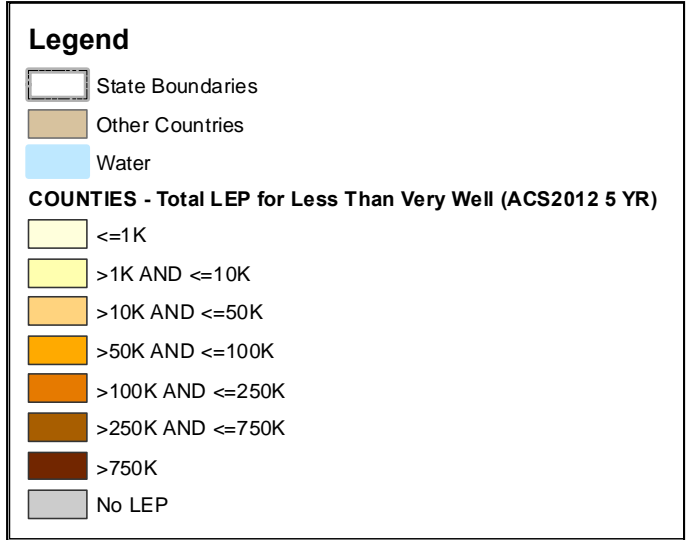 Legend
State Boundaries
Other Countries
Water
COUNTIES - Total LEP for Less Than Very Well (ACS2012 5 YR)
<=1K
>1K AND <=10K
>10K AND <=50K
>50K AND <=100K
>100K AND <=250K
>250K AND <=750K
>750K
No LEP